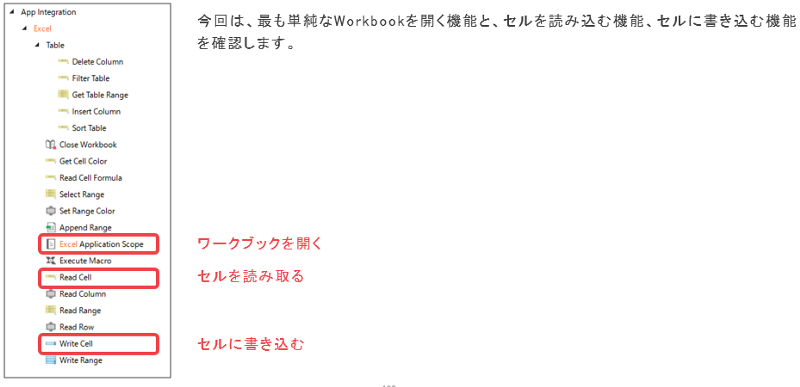 App Integration
Excel
Table
Delete Column
Filter Table
Get Table Range
Insert Column
Sort Table
Close Workbook
Get Cell Color
Read Cell Formula
Select Range
Set Range Color
Append Range
Excel Application Scope
Execute Macro
Read Cell
Read Column
Read Range
Read Row
Write Cell
Write Range
今回は、最も単純なWorkbookを開く機能と、セルを読み込む機能、セルに書き込む機能
を確認します。
ワークブックを開く
セルを読み取る
セルに書き込む